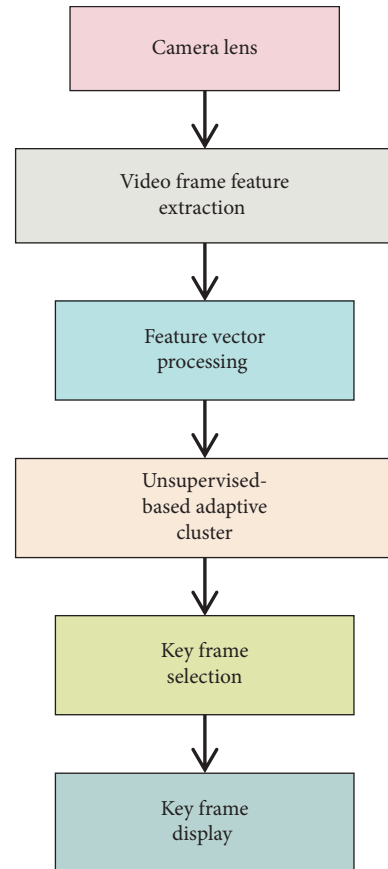 Camera lens
Video frame feature
extraction
Feature vector
processing
Unsupervised-
based adaptive
cluster
Key frame
selection
Key frame
display